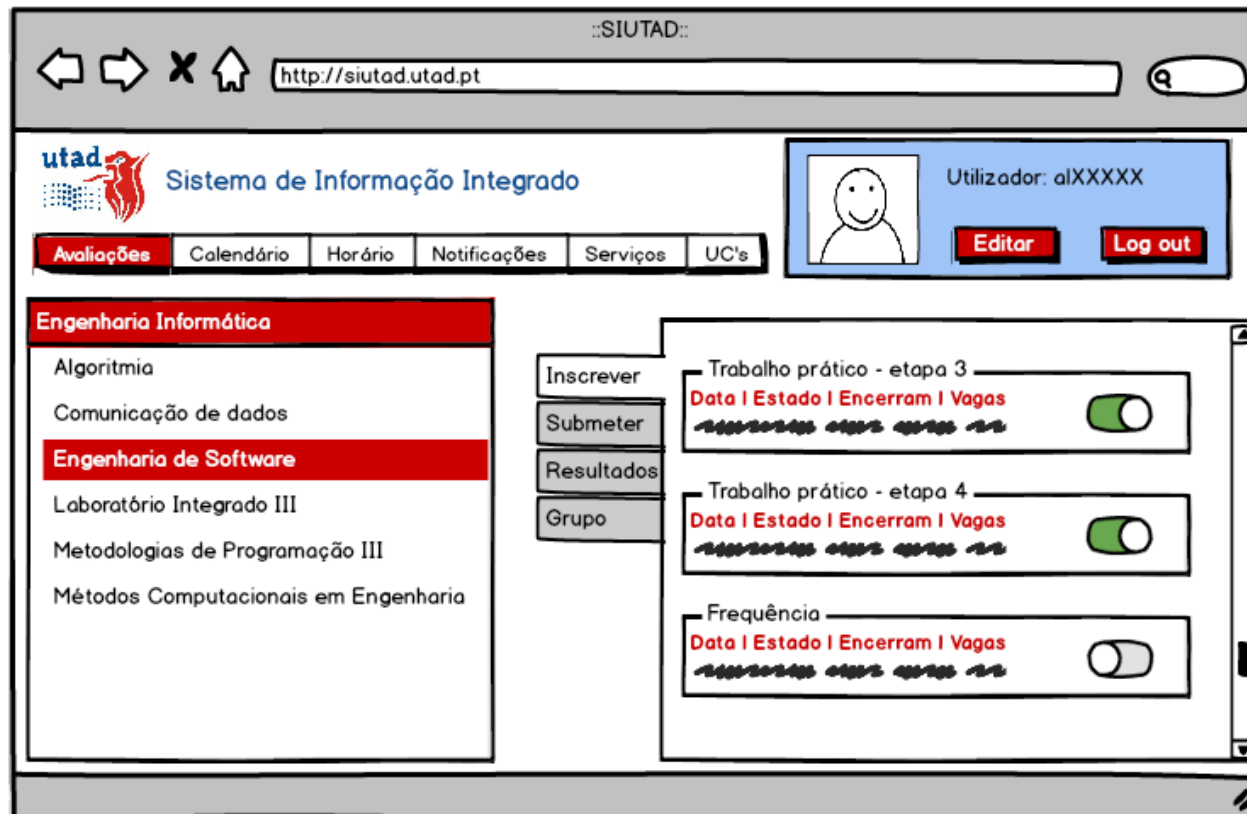 ::SIUTAD::
http://siutad.utad.pt
utad
Sistema de Informação Integrado
Utilizador: alXXXXX
Editar Log out
Avaliações Calendário Horário Notificações Serviços UC's
Engenharia Informática
Algoritmia
Comunicação de dados
Engenharia de Software
Laboratório Integrado III
Metodologias de Programação III
Métodos Computacionais em Engenharia
Inscrever
Submeter
Resultados
Grupo
Trabalho prático - etapa 3
Data | Estado | Encerram | Vagas
Trabalho prático - etapa 4
Data | Estado | Encerram | Vagas
Frequência
Data | Estado | Encerram | Vagas